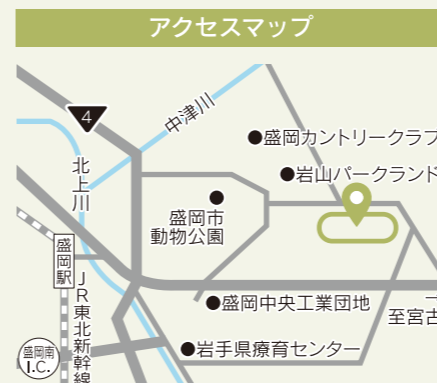 アクセスマップ
4
中津川
●盛岡カントリークラブ
●岩山パークランド
北上川
盛岡市
動物公園
盛岡駅
JR東北新幹線
●盛岡中央工業団地
至宮古
●岩手県療育センター
盛岡南
I.C.